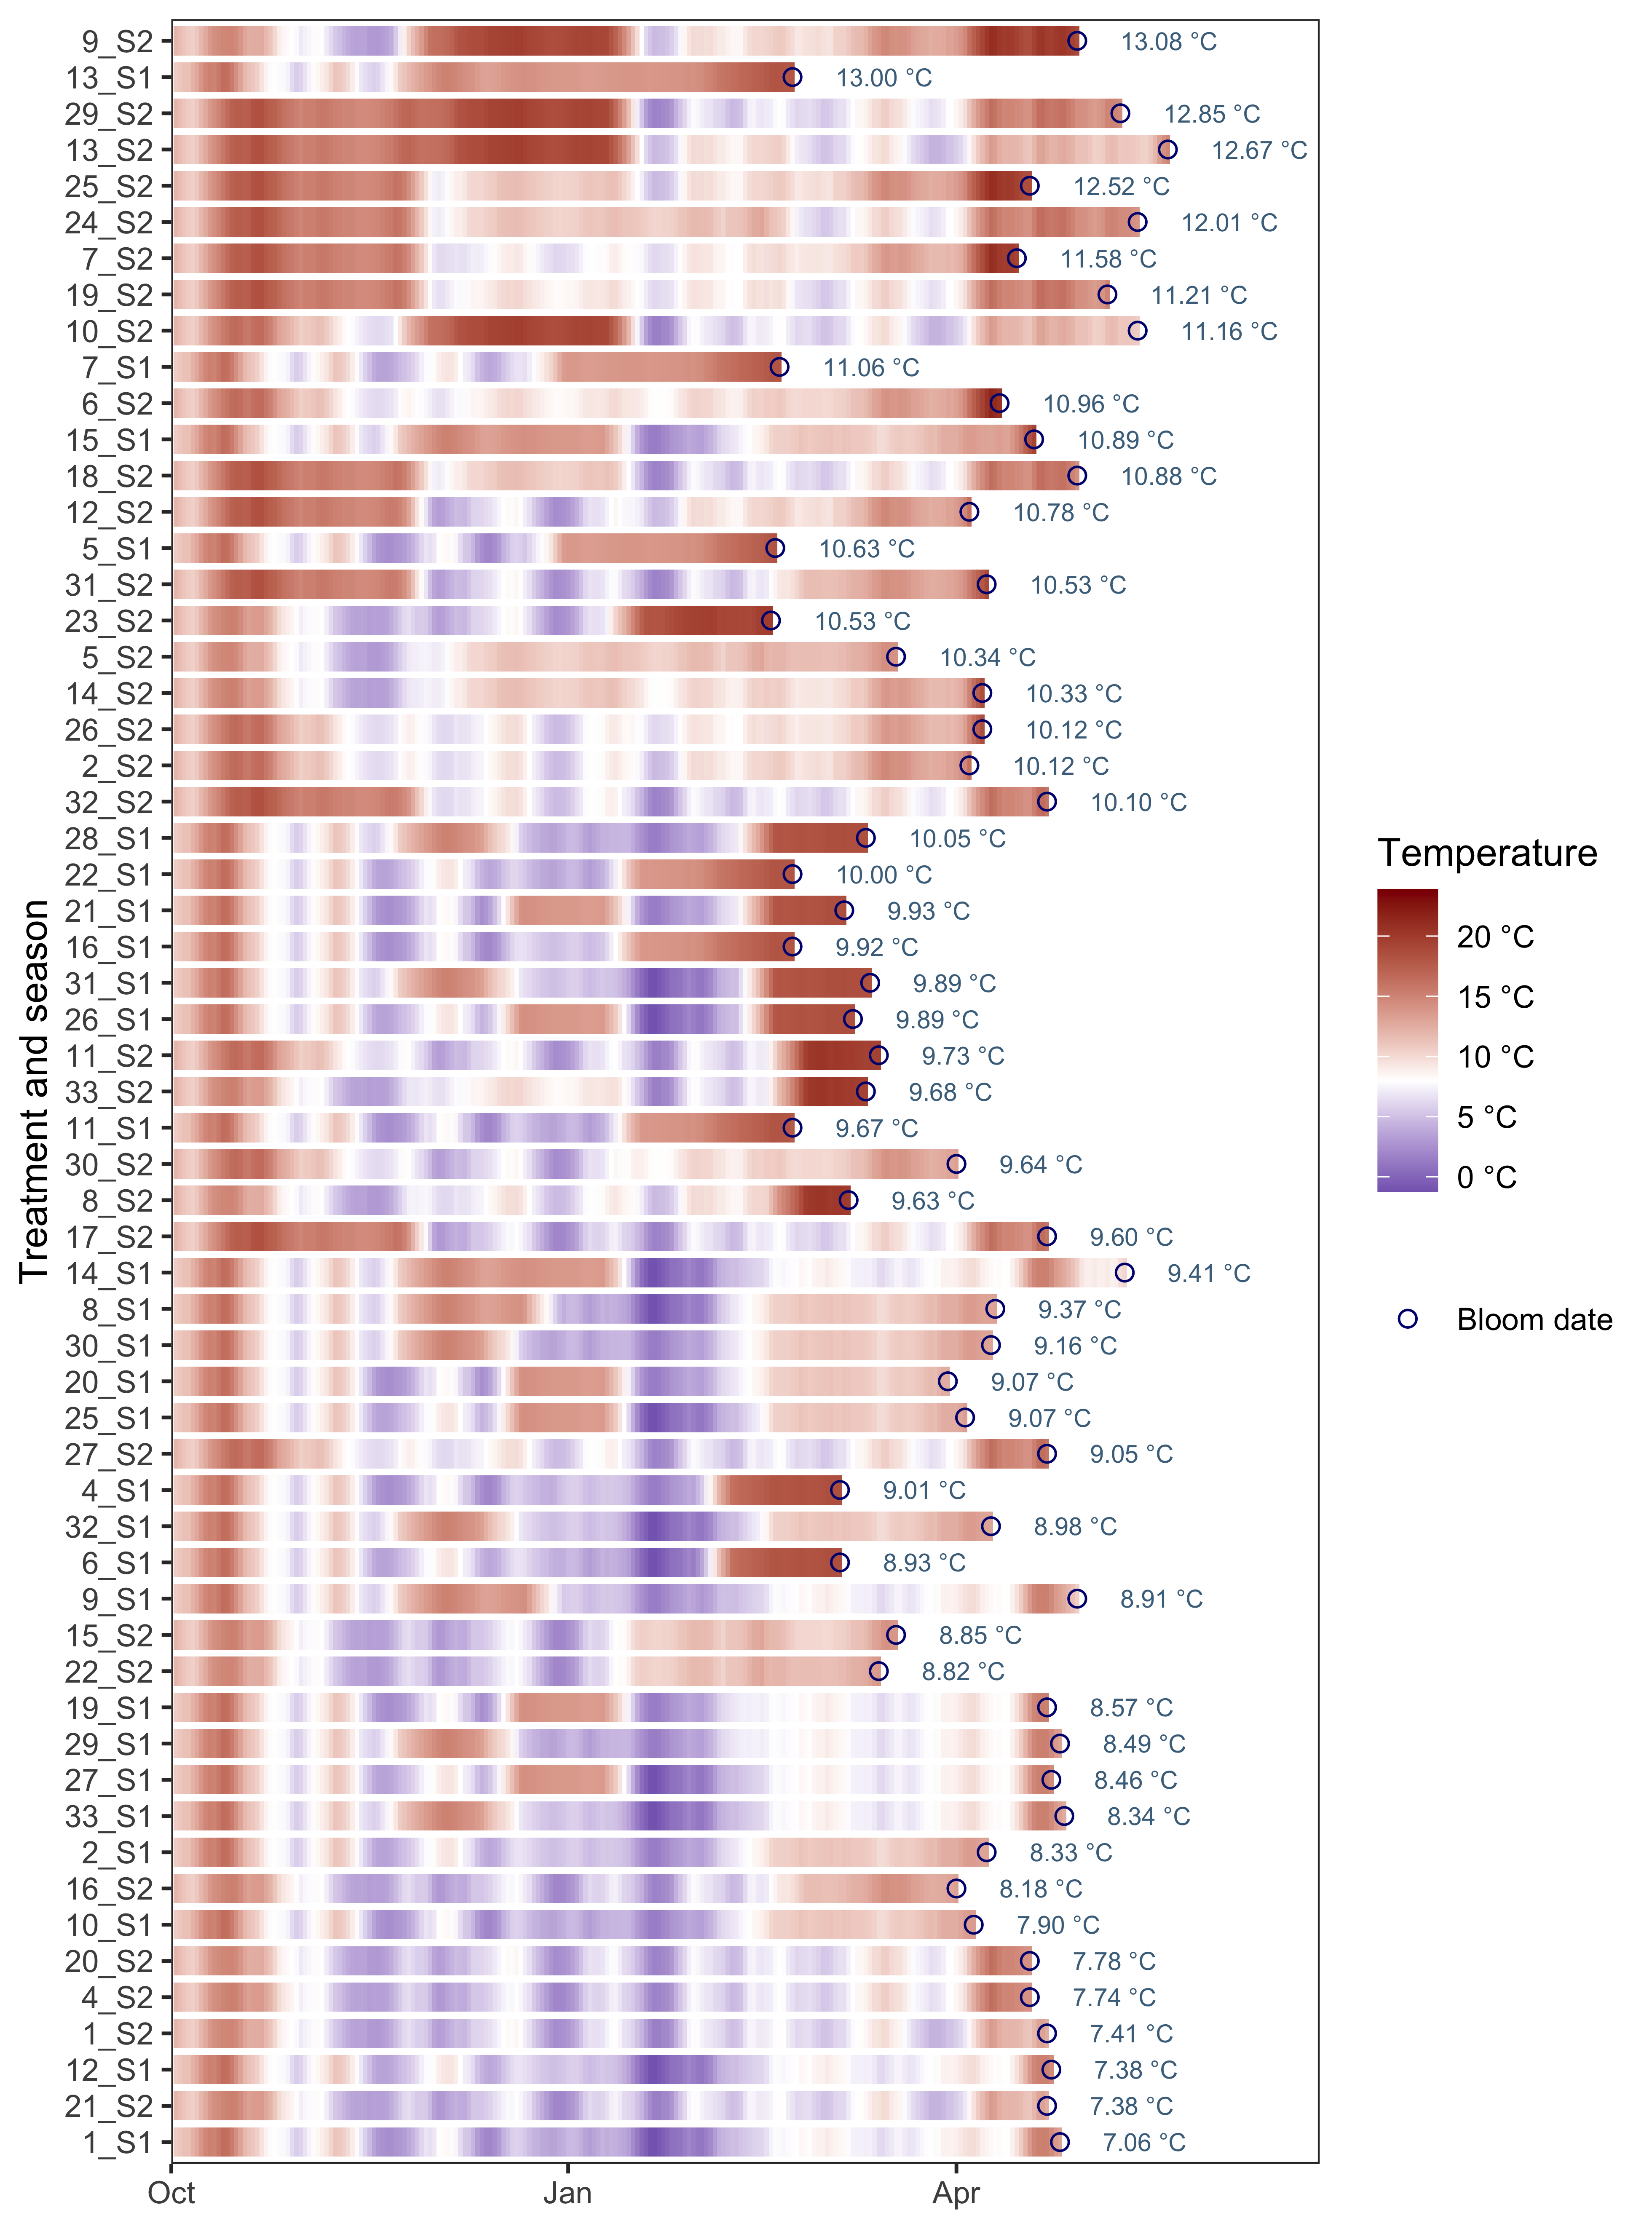 9_S2 13.08 °C
13_S1 13.00 °C
29_S2 12.85 °C
13_S2 12.67 °C
25_S2 12.52 °C
24_S2 12.01 °C
7_S2 11.58 °C
19_S2 11.21 °C
10_S2 11.16 °C
7_S1 11.06 °C
6_S2 10.96 °C
15_S1 10.89 °C
18_S2 10.88 °C
12_S2 10.78 °C
5_S1 10.63 °C
31_S2 10.53 °C
23_S2 10.53 °C
5_S2 10.34 °C
14_S2 10.33 °C
26_S2 10.12 °C
2_S2 10.12 °C
32_S2 10.10 °C
28_S1 10.05 °C
22_S1 10.00 °C
21_S1 9.93 °C
16_S1 9.92 °C
31_S1 9.89 °C
26_S1 9.89 °C
11_S2 9.73 °C
33_S2 9.68 °C
11_S1 9.67 °C
30_S2 9.64 °C
8_S2 9.63 °C
17_S2 9.60 °C
14_S1 9.41 °C
8_S1 9.37 °C
30_S1 9.16 °C
20_S1 9.07 °C
25_S1 9.07 °C
27_S2 9.05 °C
4_S1 9.01 °C
32_S1 8.98 °C
6_S1 8.93 °C
9_S1 8.91 °C
15_S2 8.85 °C
22_S2 8.82 °C
19_S1 8.57 °C
29_S1 8.49 °C
27_S1 8.46 °C
33_S1 8.34 °C
2_S1 8.33 °C
16_S2 8.18 °C
10_S1 7.90 °C
20_S2 7.78 °C
4_S2 7.74 °C
1_S2 7.41 °C
12_S1 7.38 °C
21_S2 7.38 °C
1_S1 7.06 °C
Oct Jan Apr
Treatment and season
Temperature
20 °C
15 °C
10 °C
5 °C
0 °C
Bloom date